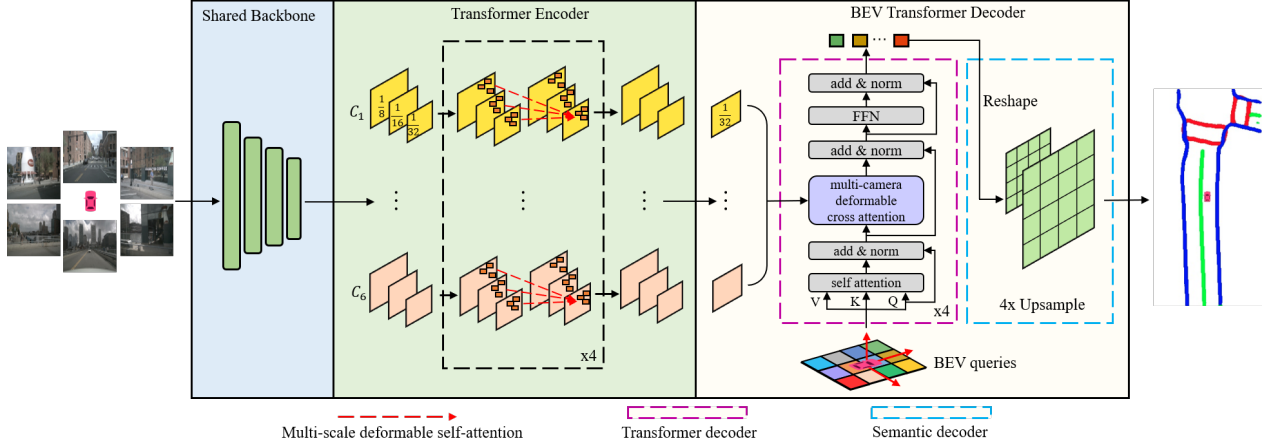 Shared Backbone
Transformer Encoder
BEV Transformer Decoder
C1
1/8
1/16
1/32
C6
x4
1/32
add & norm
FFN
add & norm
multi-camera
deformable
cross attention
add & norm
self attention
V K Q
x4
BEV queries
Reshape
4x Upsample
Multi-scale deformable self-attention
Transformer decoder
Semantic decoder